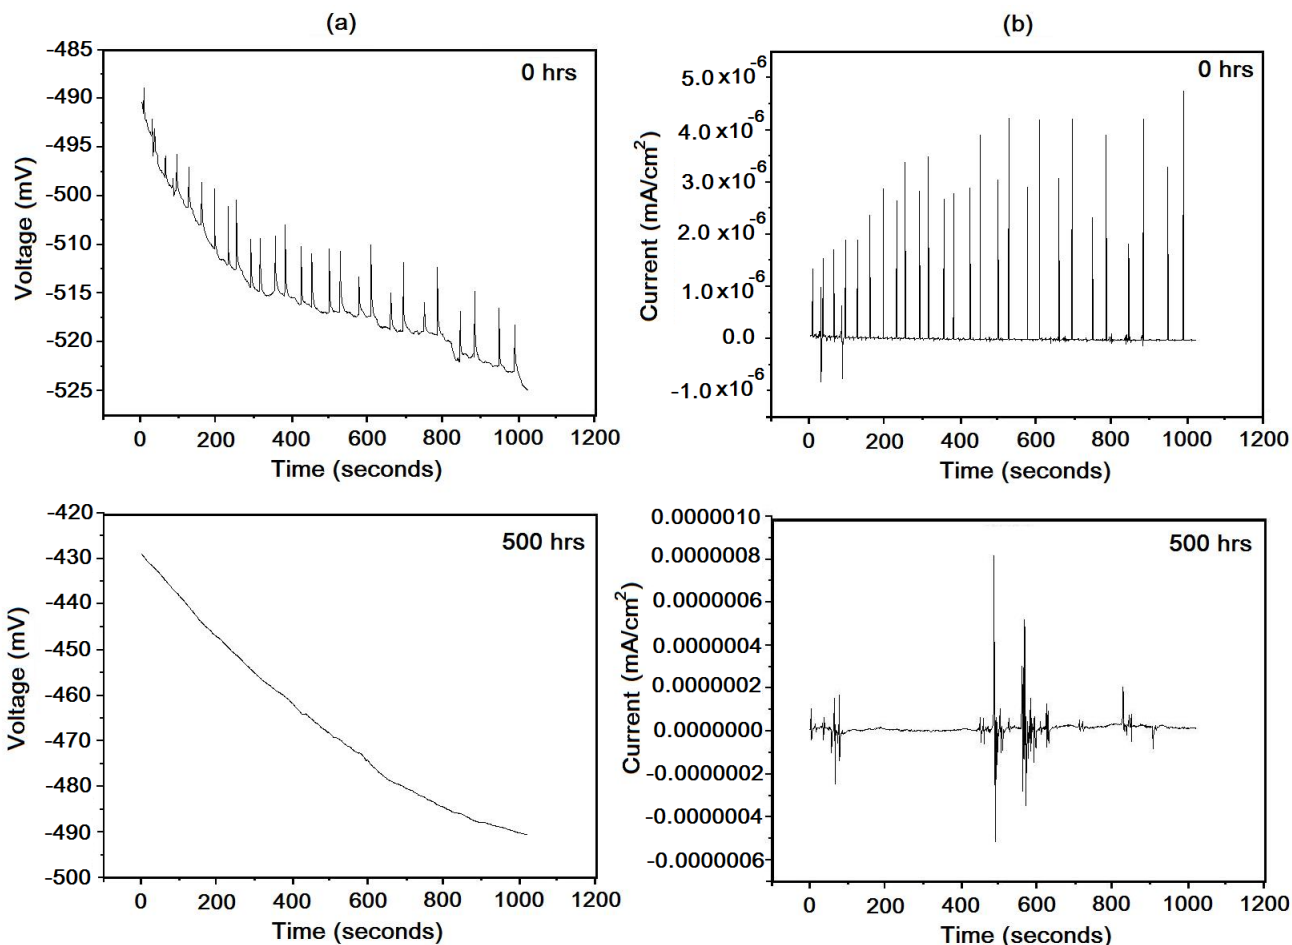 (a)
-485
-490
-495
-500
-505
-510
-515
-520
-525
Voltage (mV)
0 hrs
0 200 400 600 800 1000 1200
Time (seconds)
(b)
5.0x10-6
4.0x10-6
3.0x10-6
2.0x10-6
1.0x10-6
0.0
-1.0x10-6
Current (mA/cm2)
0 hrs
0 200 400 600 800 1000 1200
Time (seconds)
-420
-430
-440
-450
-460
-470
-480
-490
-500
Voltage (mV)
500 hrs
0 200 400 600 800 1000 1200
Time (seconds)
0.0000010
0.0000008
0.0000006
0.0000004
0.0000002
0.0000000
-0.0000002
-0.0000004
-0.0000006
Current (mA/cm2)
500 hrs
0 200 400 600 800 1000 1200
Time (seconds)